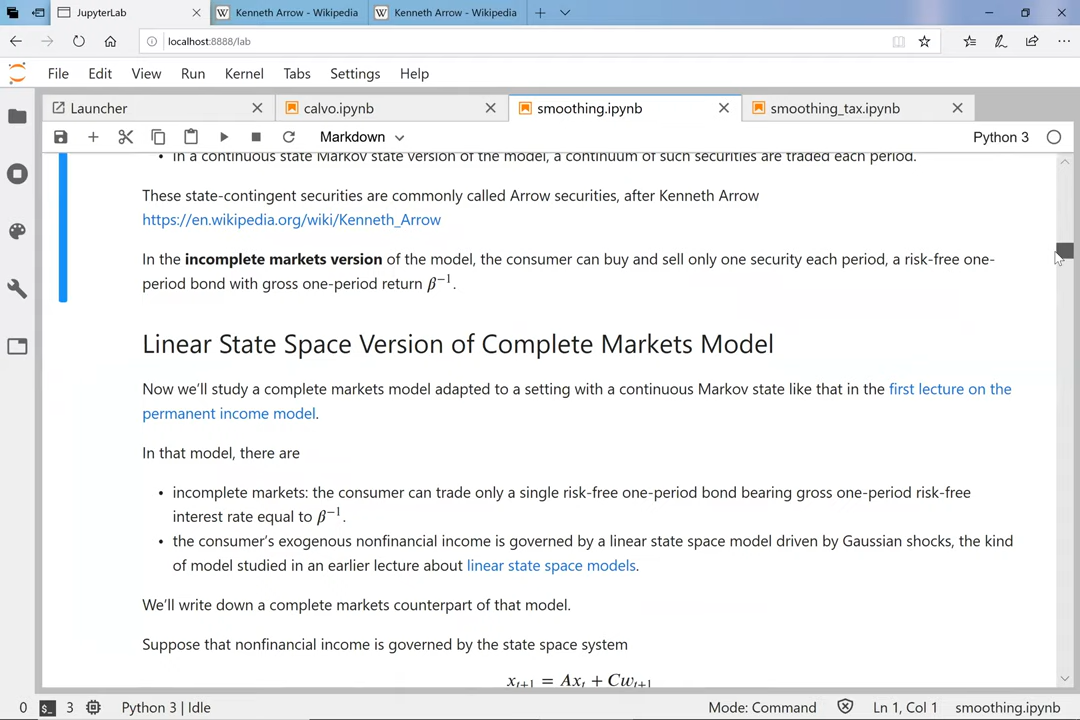 JupyterLab
Kenneth Arrow - Wikipedia
Kenneth Arrow - Wikipedia
localhost:8888/lab
File Edit View Run Kernel Tabs Settings Help
Launcher
calvo.ipynb
smoothing.ipynb
smoothing_tax.ipynb
Markdown
Python 3
• In a continuous state Markov state version of the model, a continuum of such securities are traded each period.
These state-contingent securities are commonly called Arrow securities, after Kenneth Arrow
https://en.wikipedia.org/wiki/Kenneth_Arrow
In the incomplete markets version of the model, the consumer can buy and sell only one security each period, a risk-free one-
period bond with gross one-period return β⁻¹.
Linear State Space Version of Complete Markets Model
Now we'll study a complete markets model adapted to a setting with a continuous Markov state like that in the first lecture on the
permanent income model.
In that model, there are
• incomplete markets: the consumer can trade only a single risk-free one-period bond bearing gross one-period risk-free
interest rate equal to β⁻¹.
• the consumer's exogenous nonfinancial income is governed by a linear state space model driven by Gaussian shocks, the kind
of model studied in an earlier lecture about linear state space models.
We'll write down a complete markets counterpart of that model.
Suppose that nonfinancial income is governed by the state space system
xₜ₊₁ = Axₜ + Cwₜ₊₁
0 3 Python 3 | Idle Mode: Command Ln 1, Col 1 smoothing.ipynb